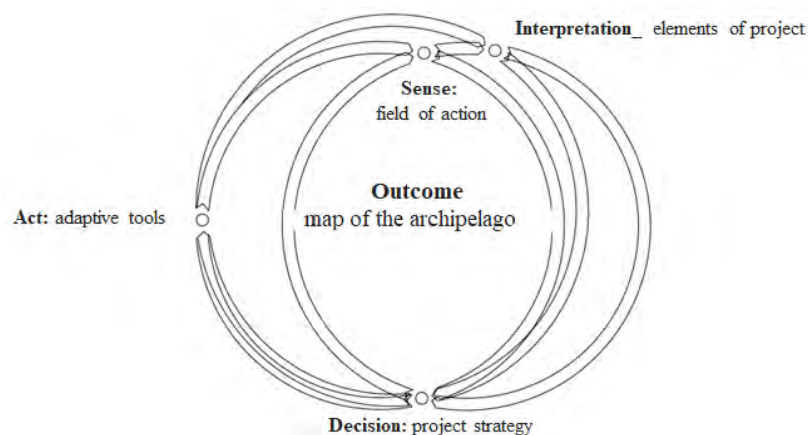 Interpretation_ elements of project
Sense:
field of action
Outcome
map of the archipelago
Act: adaptive tools
Decision: project strategy